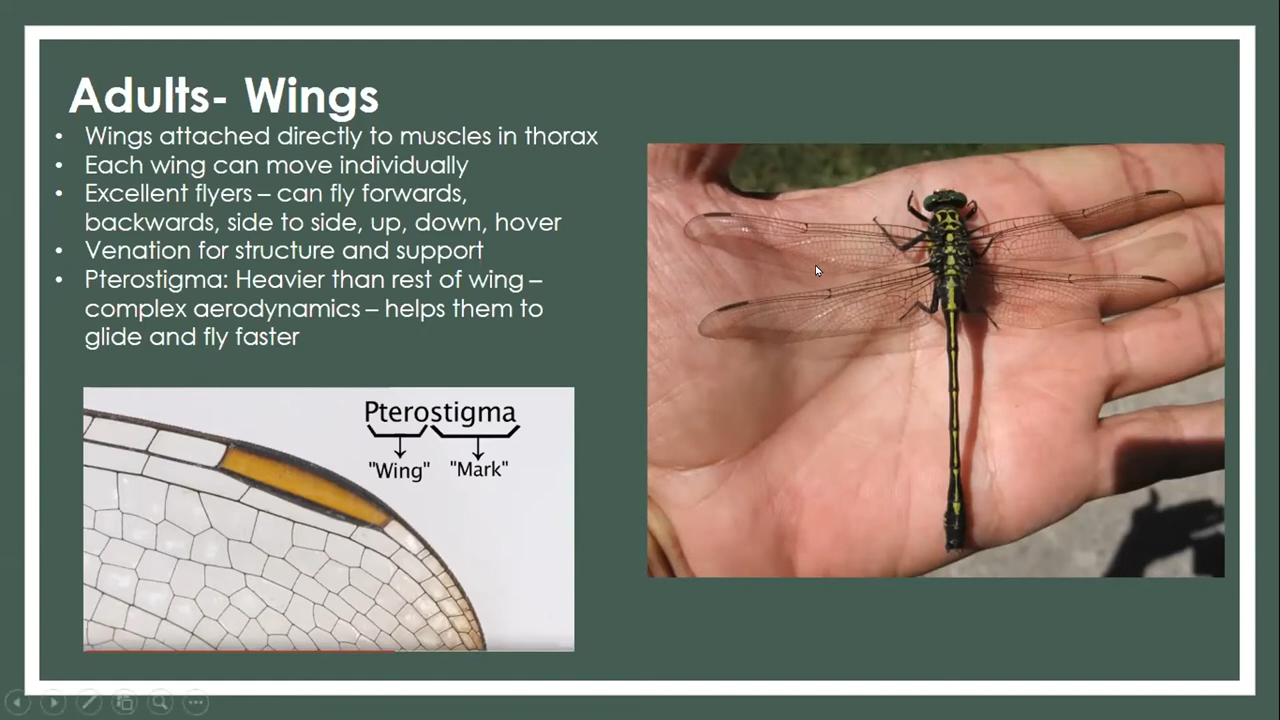 Adults- Wings
• Wings attached directly to muscles in thorax
• Each wing can move individually
• Excellent flyers – can fly forwards,
backwards, side to side, up, down, hover
• Venation for structure and support
• Pterostigma: Heavier than rest of wing –
complex aerodynamics – helps them to
glide and fly faster
Pterostigma
"Wing" "Mark"